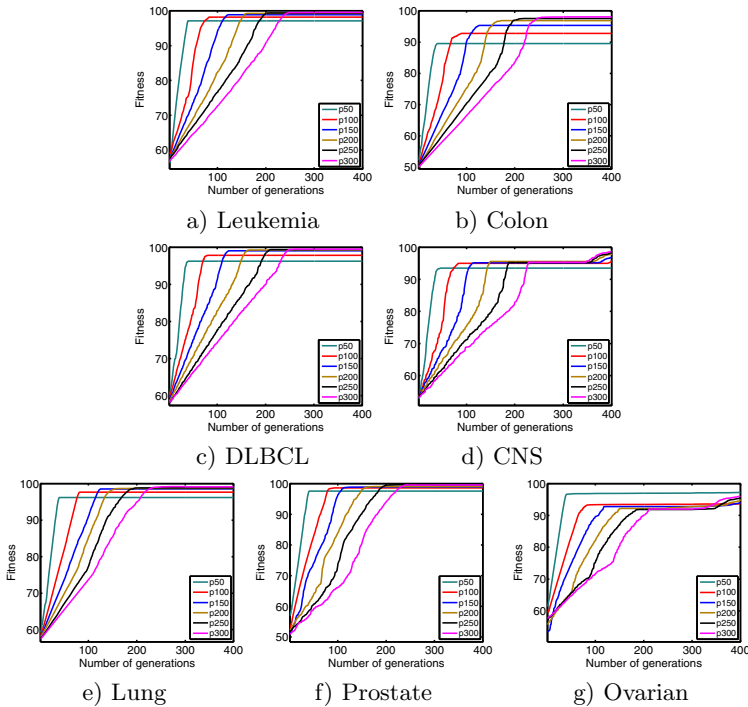 100
90
80
70
60
Fitness
0 100 200 300 400
Number of generations
p50
p100
p150
p200
p250
p300
a) Leukemia
100
90
80
70
60
50
Fitness
0 100 200 300 400
Number of generations
p50
p100
p150
p200
p250
p300
b) Colon
100
90
80
70
60
Fitness
0 100 200 300 400
Number of generations
p50
p100
p150
p200
p250
p300
c) DLBCL
100
90
80
70
60
Fitness
0 100 200 300 400
Number of generations
p50
p100
p150
p200
p250
p300
d) CNS
100
90
80
70
60
Fitness
0 100 200 300 400
Number of generations
p50
p100
p150
p200
p250
p300
e) Lung
100
90
80
70
60
50
Fitness
0 100 200 300 400
Number of generations
p50
p100
p150
p200
p250
p300
f) Prostate
100
90
80
70
60
Fitness
0 100 200 300 400
Number of generations
p50
p100
p150
p200
p250
p300
g) Ovarian